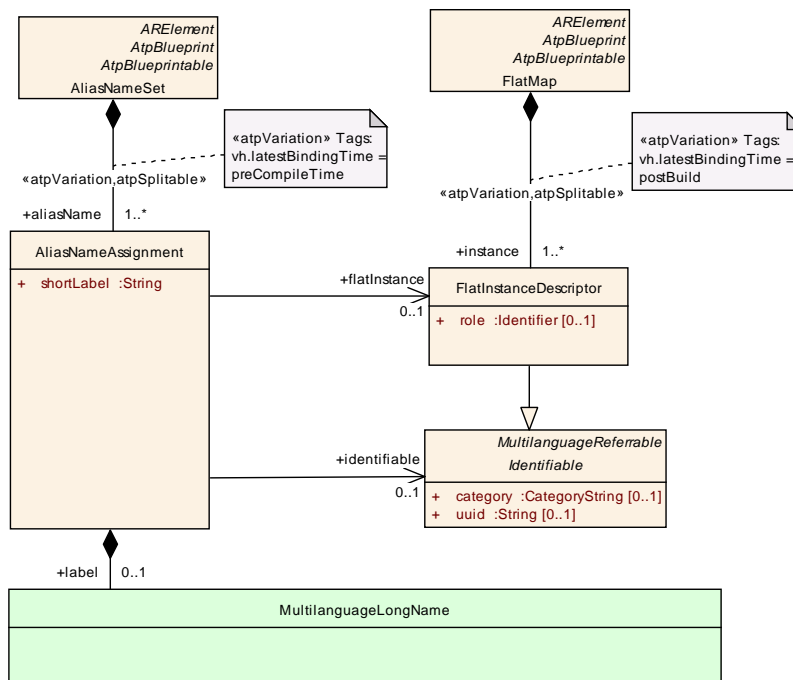 ARElement
AtpBlueprint
AtpBlueprintable
AliasNameSet
ARElement
AtpBlueprint
AtpBlueprintable
FlatMap
«atpVariation» Tags:
vh.latestBindingTime =
preCompileTime
«atpVariation» Tags:
vh.latestBindingTime =
postBuild
«atpVariation,atpSplitable»
«atpVariation,atpSplitable»
+aliasName 1..*
+instance 1..*
AliasNameAssignment
+ shortLabel :String
+flatInstance
0..1
FlatInstanceDescriptor
+ role :Identifier [0..1]
+identifiable
0..1
MultilanguageReferrable
Identifiable
+ category :CategoryString [0..1]
+ uuid :String [0..1]
+label 0..1
MultilanguageLongName